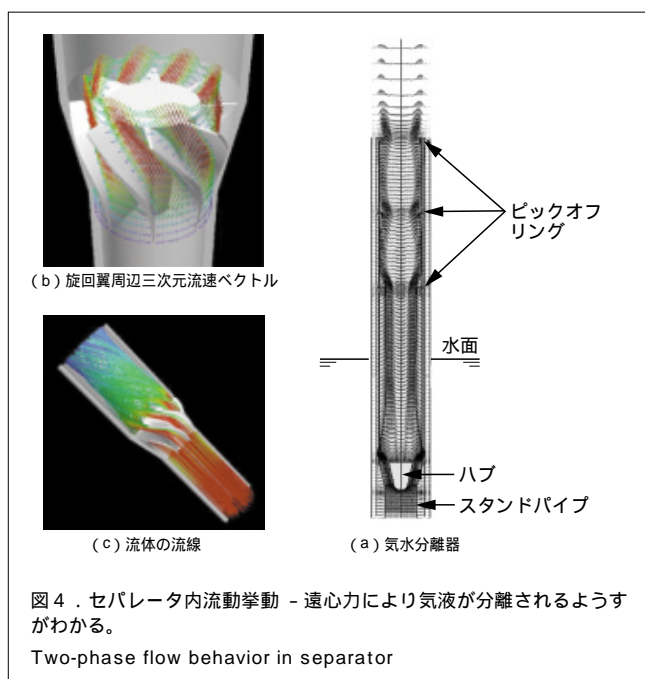 (b)旋回翼周辺三次元流速ベクトル
(c)流体の流線
ピックオフ
リング
水面
ハブ
スタンドパイプ
(a)気水分離器
図4．セパレータ内流動挙動 - 遠心力により気液が分離されるようす
がわかる。
Two-phase flow behavior in separator